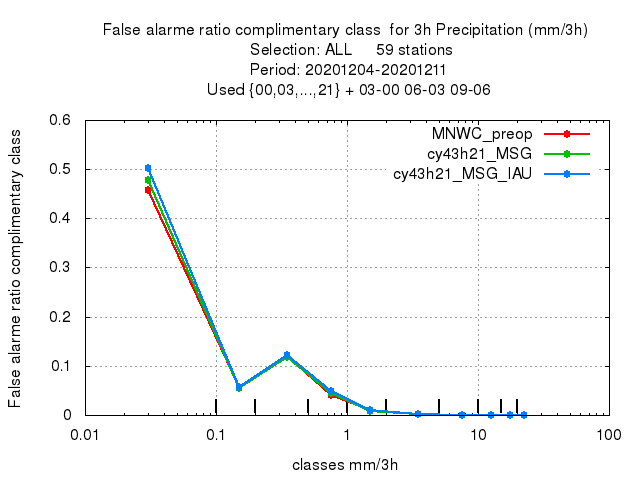 False alarme ratio complimentary class  for 3h Precipitation (mm/3h)
Selection: ALL     59 stations
Period: 20201204-20201211
Used {00,03,...,21} + 03-00 06-03 09-06
MNWC_preop
cy43h21_MSG
cy43h21_MSG_IAU
False alarme ratio complimentary class
0.6
0.5
0.4
0.3
0.2
0.1
0
0.01 0.1 1 10 100
classes mm/3h